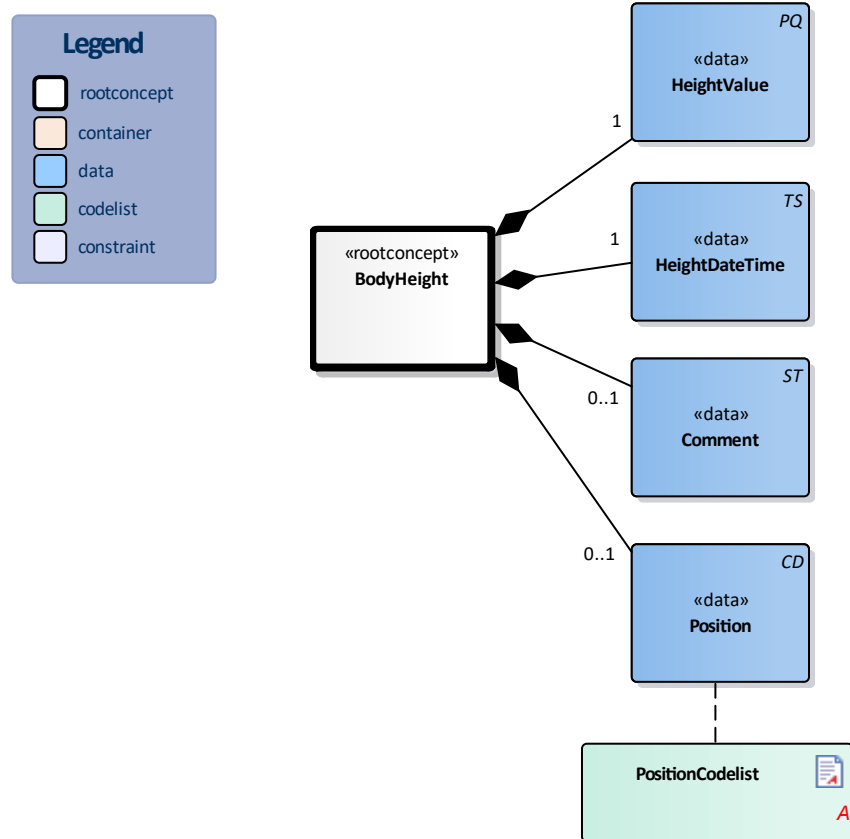 Legend
rootconcept
container
data
codelist
constraint
PQ
«data»
HeightValue
1
TS
«data»
HeightDateTime
1
«rootconcept»
BodyHeight
ST
«data»
Comment
0..1
CD
«data»
Position
0..1
PositionCodelist
A
A